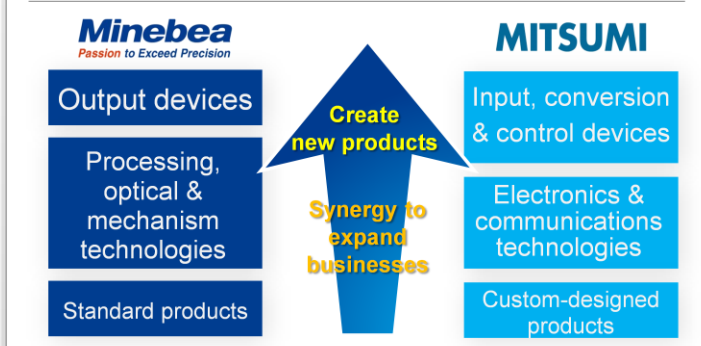 Minebea
Passion to Exceed Precision
MITSUMI
Output devices
Processing,
optical &
mechanism
technologies
Standard products
Create
new products
Synergy to
expand
businesses
Input, conversion
& control devices
Electronics &
communications
technologies
Custom-designed
products